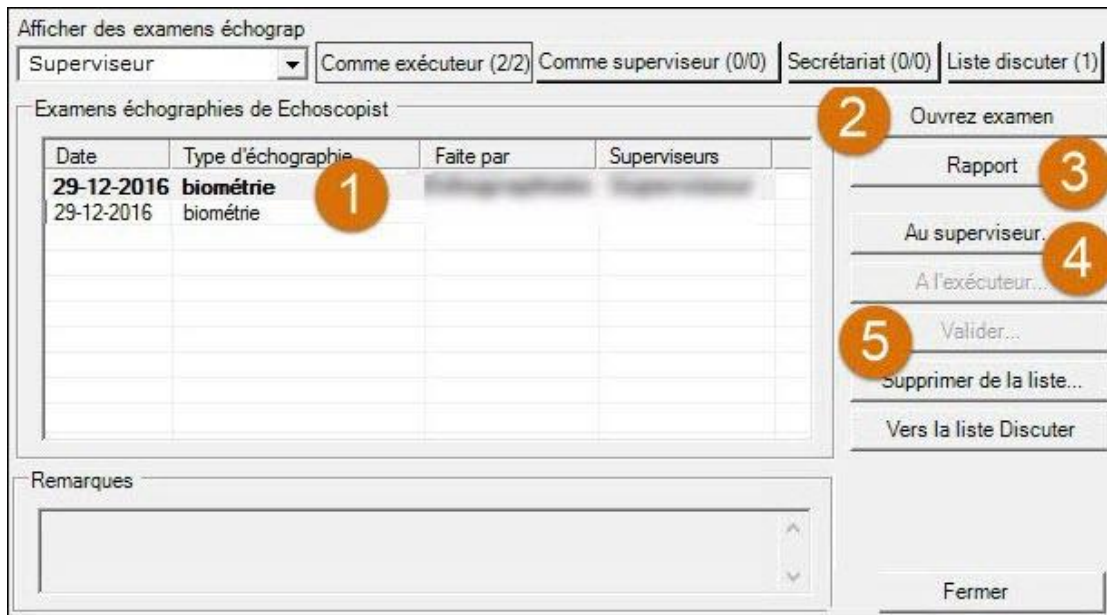 Afficher des examens échograp
Superviseur
Comme exécuteur (2/2) Comme superviseur (0/0) Secrétariat (0/0) Liste discuter (1)
Examens échographies de Echoscopist
2 Ouvrez examen
Date Type d'échographie Faite par Superviseurs
Rapport 3
29-12-2016 biométrie 1
29-12-2016 biométrie
Au superviseur.
4
A l'exécuteur...
5 Valider...
Supprimer de la liste...
Vers la liste Discuter
Remarques
Fermer